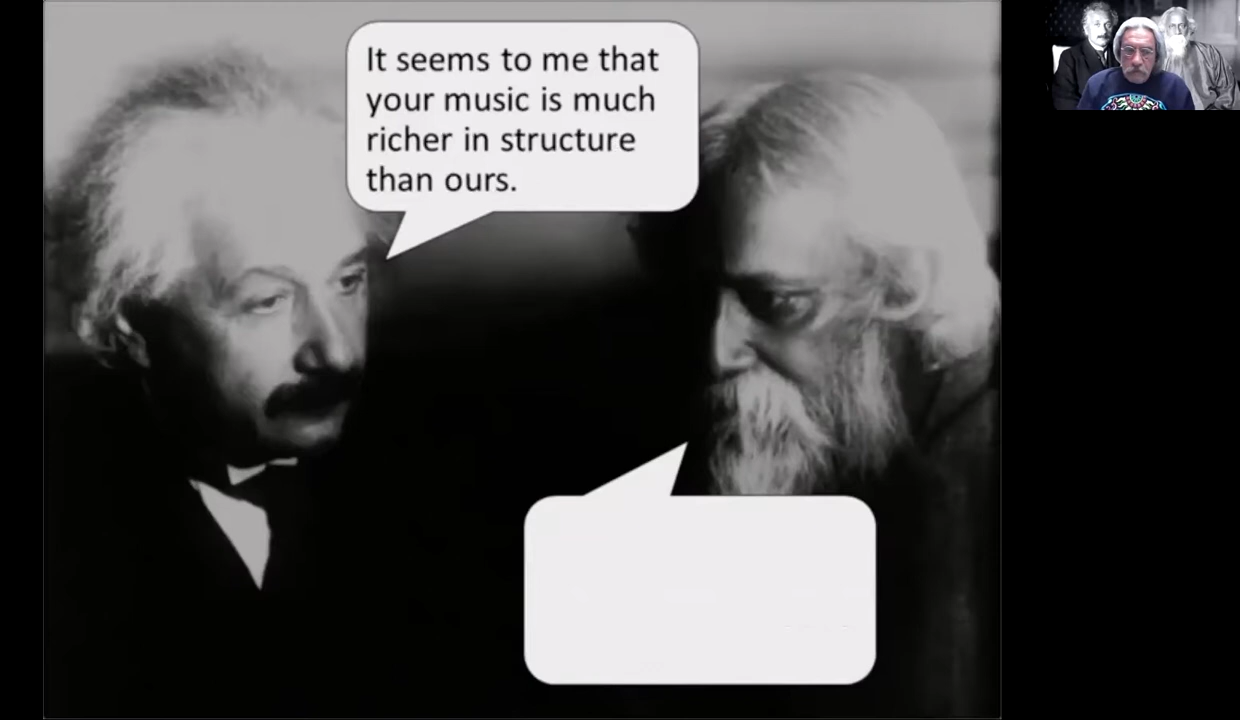 It seems to me that
your music is much
richer in structure
than ours.